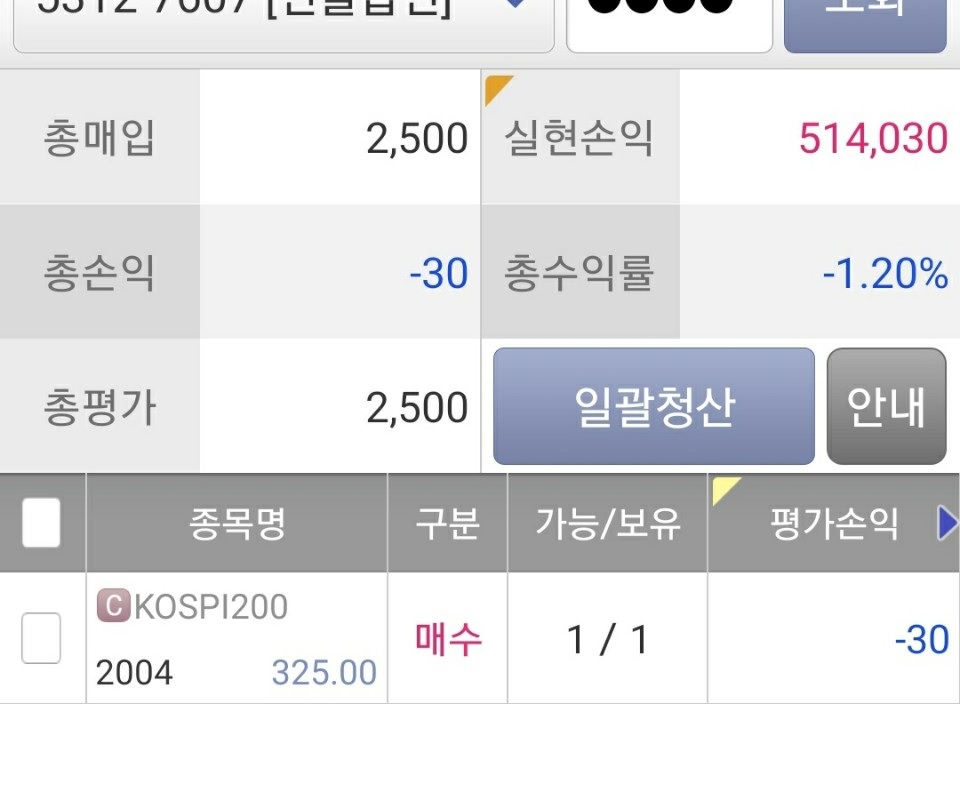 총매입 2,500 실현손익 514,030
총손익 -30 총수익률 -1.20%
총평가 2,500 일괄청산 안내
종목명 구분 가능/보유 평가손익
C KOSPI200
매수 1 / 1 -30
2004 325.00